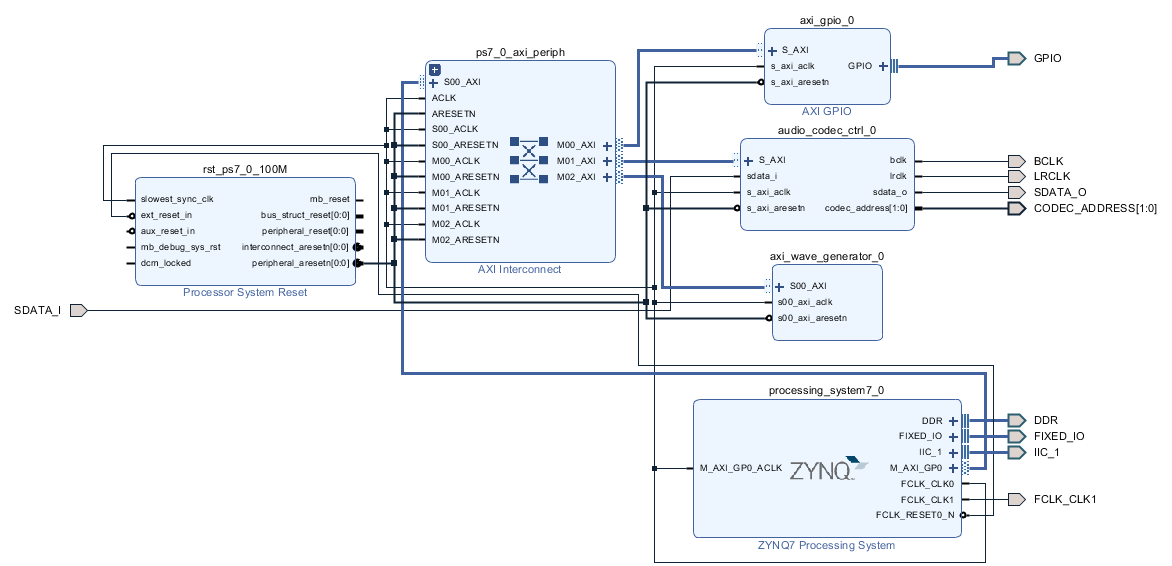 ps7_0_axi_periph
S00_AXI
ACLK
ARESETN
S00_ACLK
S00_ARESETN
M00_ACLK
M00_ARESETN
M01_ACLK
M01_ARESETN
M02_ACLK
M02_ARESETN
M00_AXI
M01_AXI
M02_AXI
AXI Interconnect
axi_gpio_0
S_AXI
s_axi_aclk
s_axi_aresetn
GPIO
AXI GPIO
GPIO
audio_codec_ctrl_0
S_AXI
sdata_i
s_axi_aclk
s_axi_aresetn
bclk
lrclk
sdata_o
codec_address[1:0]
BCLK
LRCLK
SDATA_O
CODEC_ADDRESS[1:0]
rst_ps7_0_100M
slowest_sync_clk
ext_reset_in
aux_reset_in
mb_debug_sys_rst
dcm_locked
mb_reset
bus_struct_reset[0:0]
peripheral_reset[0:0]
interconnect_aresetn[0:0]
peripheral_aresetn[0:0]
Processor System Reset
SDATA_I
axi_wave_generator_0
S00_AXI
s00_axi_aclk
s00_axi_aresetn
processing_system7_0
M_AXI_GP0_ACLK
ZYNQ
DDR
FIXED_IO
IIC_1
M_AXI_GP0
FCLK_CLK0
FCLK_CLK1
FCLK_RESET0_N
ZYNQ7 Processing System
DDR
FIXED_IO
IIC_1
FCLK_CLK1